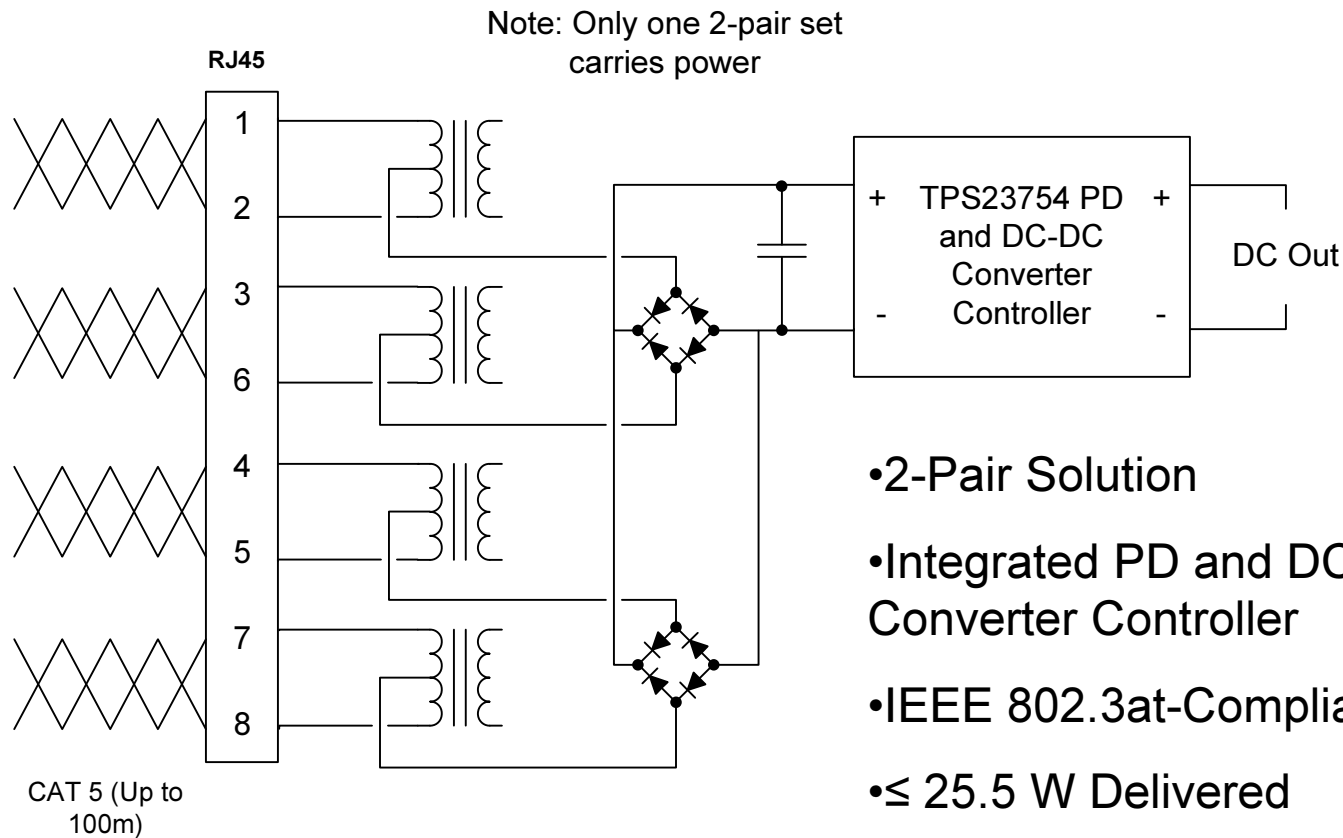 Note: Only one 2-pair set
carries power
RJ45
1
2
3
6
4
5
7
8
CAT 5 (Up to
100m)
+ TPS23754 PD +
and DC-DC
Converter
- Controller -
DC Out
•2-Pair Solution
•Integrated PD and DC
Converter Controller
•IEEE 802.3at-Complia
•≤ 25.5 W Delivered